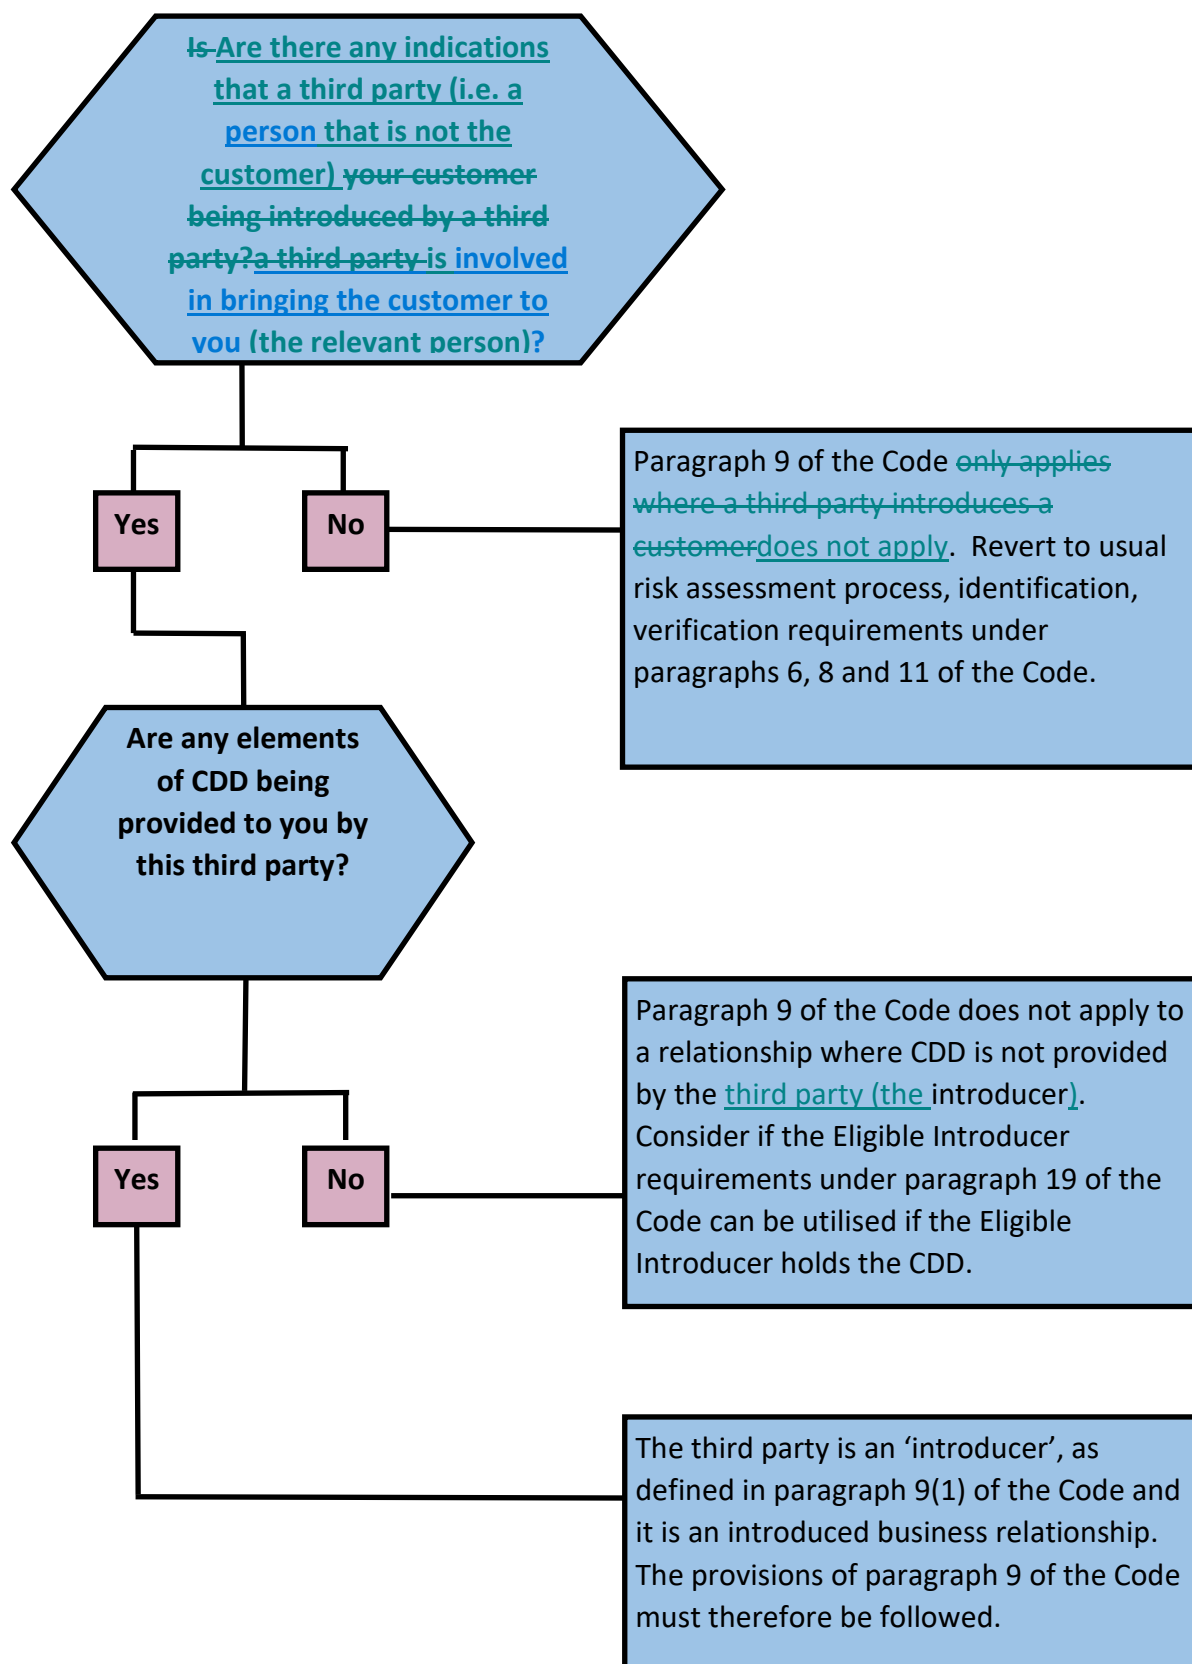 Is Are there any indications
that a third party (i.e. a
person that is not the
customer) your customer
being introduced by a third
party?a third party is involved
in bringing the customer to
you (the relevant person)?
Yes
No
Paragraph 9 of the Code only applies
where a third party introduces a
customerdoes not apply.  Revert to usual
risk assessment process, identification,
verification requirements under
paragraphs 6, 8 and 11 of the Code.
Are any elements
of CDD being
provided to you by
this third party?
Yes
No
Paragraph 9 of the Code does not apply to
a relationship where CDD is not provided
by the third party (the introducer).
Consider if the Eligible Introducer
requirements under paragraph 19 of the
Code can be utilised if the Eligible
Introducer holds the CDD.
The third party is an ‘introducer’, as
defined in paragraph 9(1) of the Code and
it is an introduced business relationship.
The provisions of paragraph 9 of the Code
must therefore be followed.